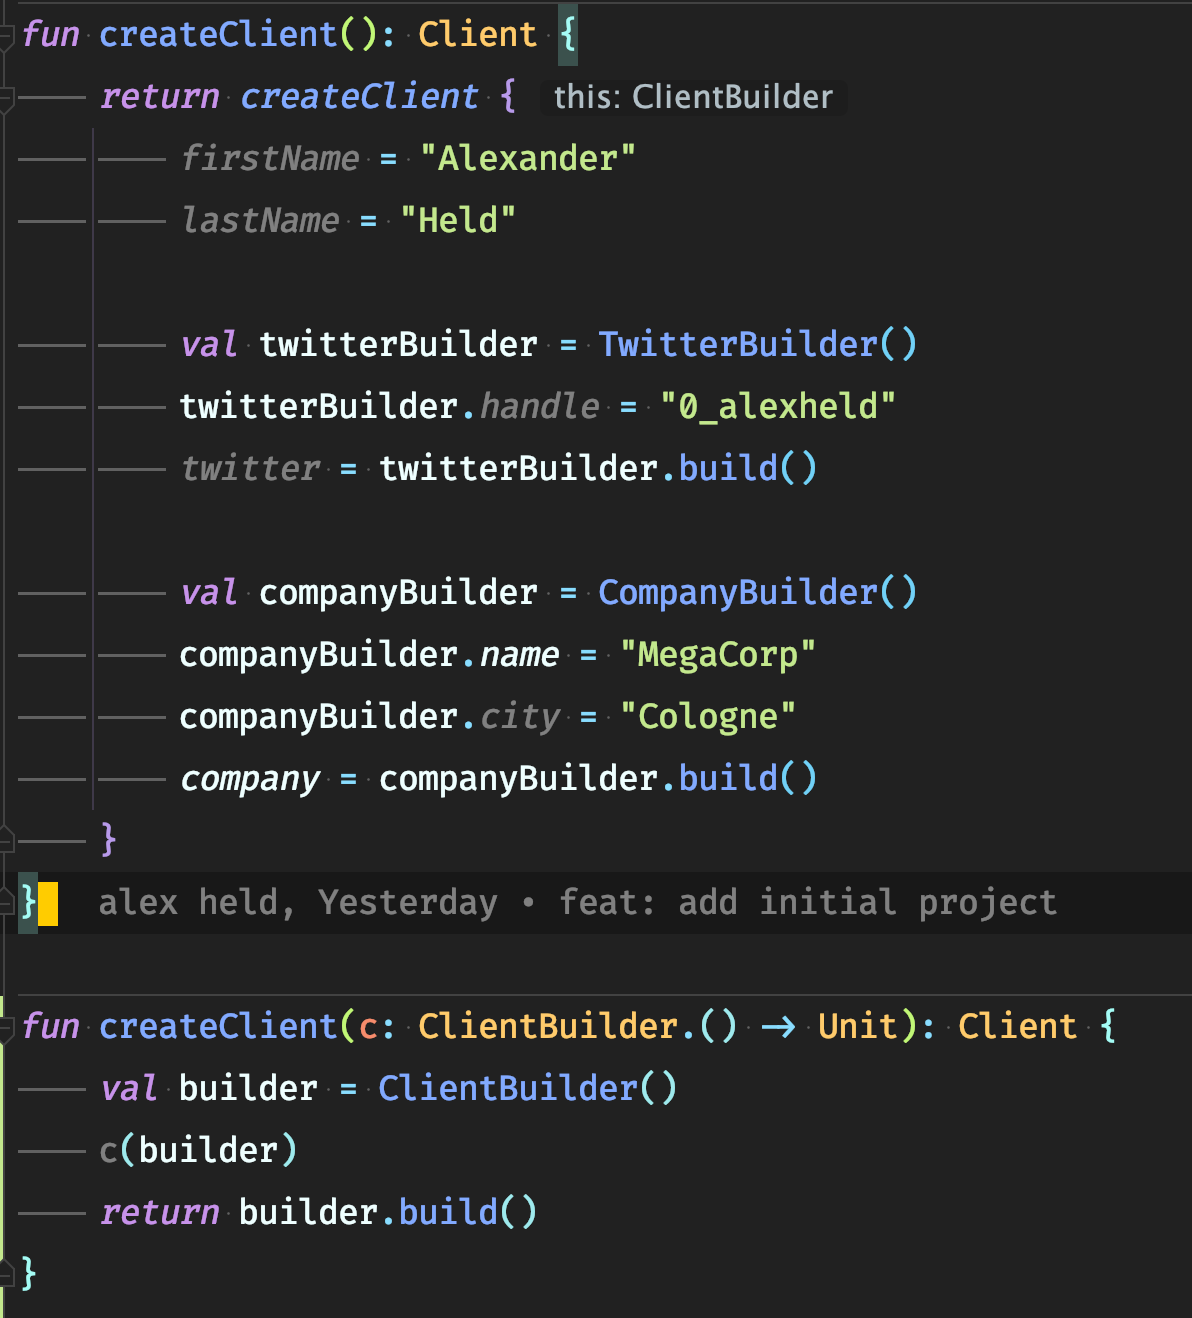 fun createClient(): Client {
return createClient { this: ClientBuilder
firstName = "Alexander"
lastName = "Held"
val twitterBuilder = TwitterBuilder()
twitterBuilder.handle = "0_alexheld"
twitter = twitterBuilder.build()
val companyBuilder = CompanyBuilder()
companyBuilder.name = "MegaCorp"
companyBuilder.city = "Cologne"
company = companyBuilder.build()
}
} alex held, Yesterday • feat: add initial project
fun createClient(c: ClientBuilder.() → Unit): Client {
val builder = ClientBuilder()
c(builder)
return builder.build()
}